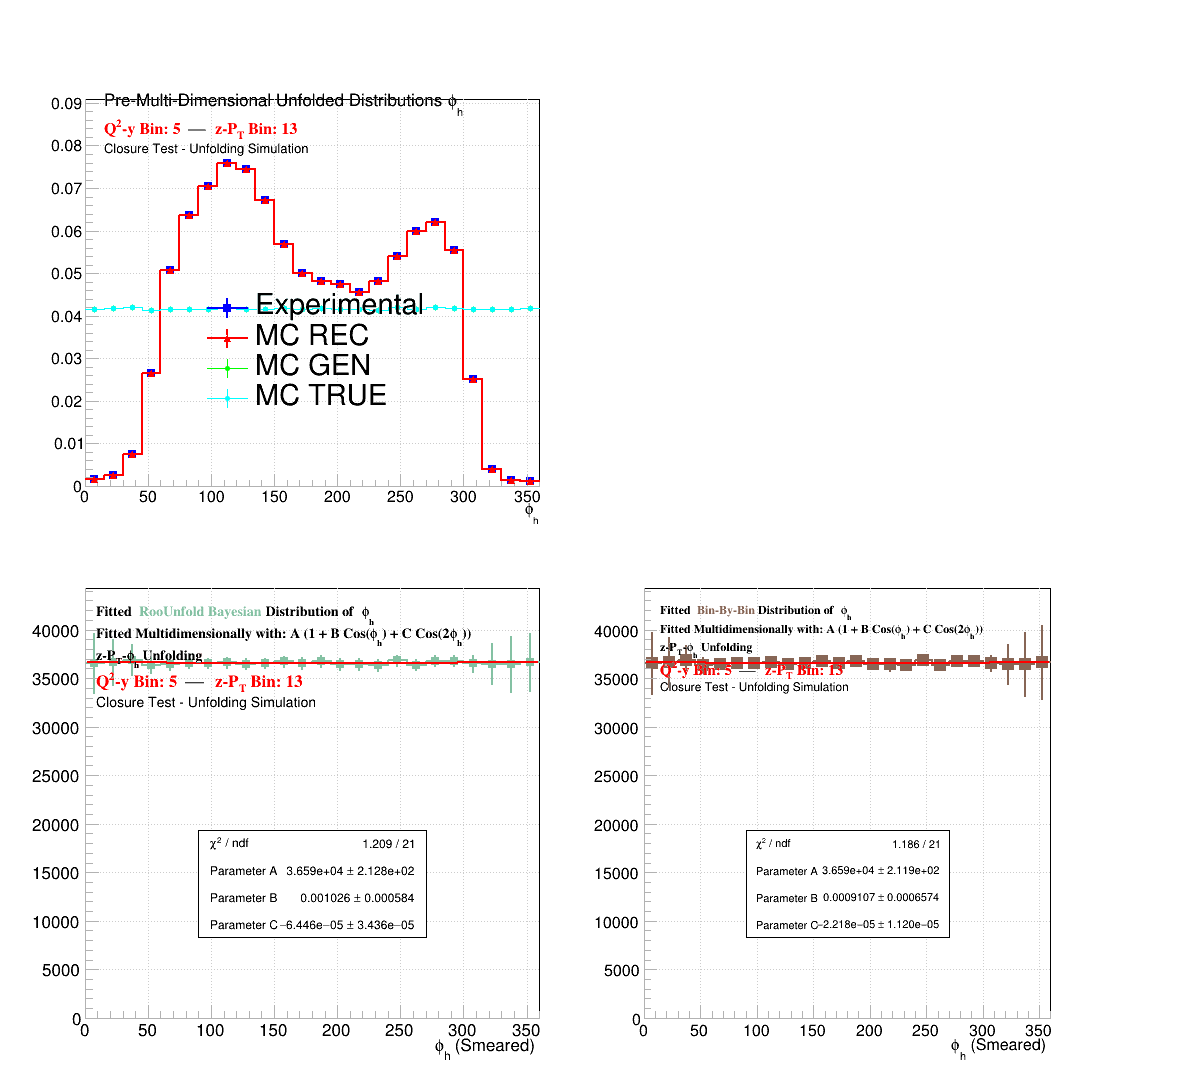 Pre-Multi-Dimensional Unfolded Distributions ϕh
Q²-y Bin: 5 — z-PT Bin: 13
Closure Test - Unfolding Simulation
0.09
0.08
0.07
0.06
0.05
0.04
0.03
0.02
0.01
0
Experimental
MC REC
MC GEN
MC TRUE
0 50 100 150 200 250 300 350
ϕh
Fitted RooUnfold Bayesian Distribution of ϕh
Fitted Multidimensionally with: A (1 + B Cos(ϕh) + C Cos(2ϕh))
z-PT-ϕh Unfolding
Q²-y Bin: 5 — z-PT Bin: 13
Closure Test - Unfolding Simulation
40000
35000
30000
25000
20000
15000
10000
5000
0
χ² / ndf 1.209 / 21
Parameter A 3.659e+04 ± 2.128e+02
Parameter B 0.001026 ± 0.000584
Parameter C −6.446e−05 ± 3.436e−05
0 50 100 150 200 250 300 350
ϕh (Smeared)
Fitted Bin-By-Bin Distribution of ϕh
Fitted Multidimensionally with: A (1 + B Cos(ϕh) + C Cos(2ϕh))
z-PT-ϕh Unfolding
Q²-y Bin: 5 — z-PT Bin: 13
Closure Test - Unfolding Simulation
40000
35000
30000
25000
20000
15000
10000
5000
0
χ² / ndf 1.186 / 21
Parameter A 3.659e+04 ± 2.119e+02
Parameter B 0.0009107 ± 0.0006574
Parameter C −2.218e−05 ± 1.120e−05
0 50 100 150 200 250 300 350
ϕh (Smeared)